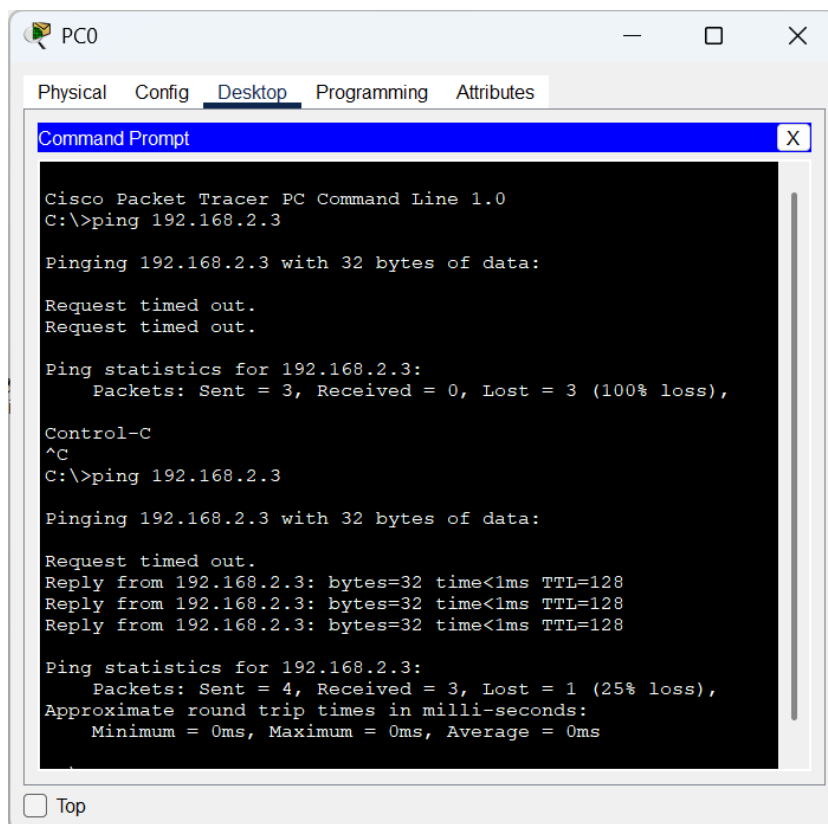 PC0
Physical Config Desktop Programming Attributes
Command Prompt X
Cisco Packet Tracer PC Command Line 1.0
C:\>ping 192.168.2.3
Pinging 192.168.2.3 with 32 bytes of data:
Request timed out.
Request timed out.
Ping statistics for 192.168.2.3:
Packets: Sent = 3, Received = 0, Lost = 3 (100% loss),
Control-C
^C
C:\>ping 192.168.2.3
Pinging 192.168.2.3 with 32 bytes of data:
Request timed out.
Reply from 192.168.2.3: bytes=32 time<1ms TTL=128
Reply from 192.168.2.3: bytes=32 time<1ms TTL=128
Reply from 192.168.2.3: bytes=32 time<1ms TTL=128
Ping statistics for 192.168.2.3:
Packets: Sent = 4, Received = 3, Lost = 1 (25% loss),
Approximate round trip times in milli-seconds:
Minimum = 0ms, Maximum = 0ms, Average = 0ms
Top